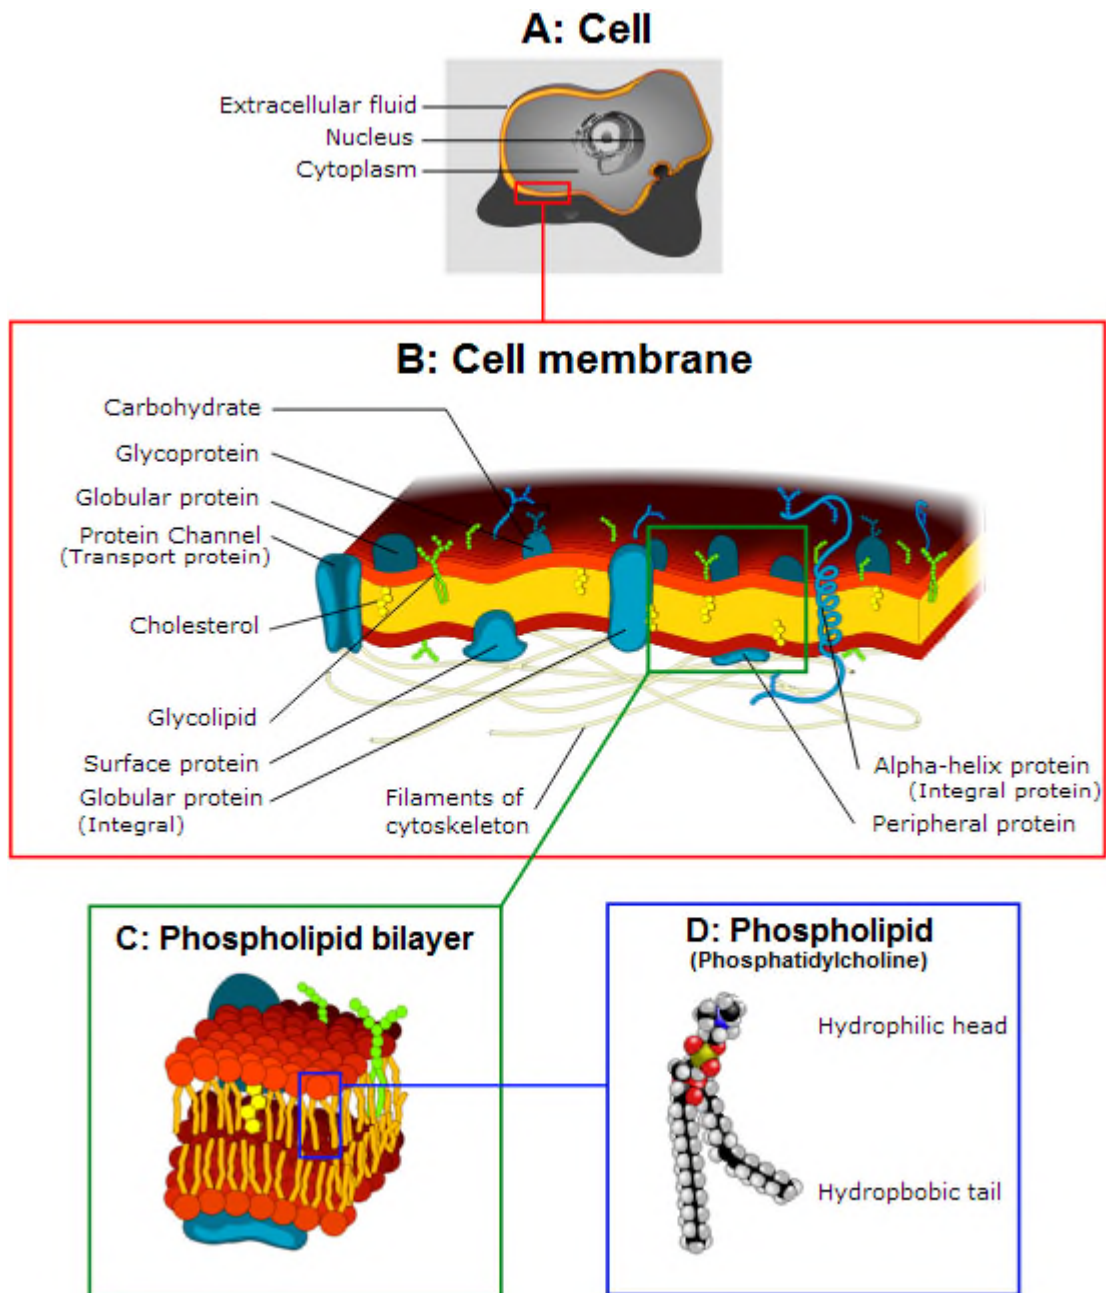 A: Cell
Extracellular fluid
Nucleus
Cytoplasm
B: Cell membrane
Carbohydrate
Glycoprotein
Globular protein
Protein Channel
(Transport protein)
Cholesterol
Glycolipid
Surface protein
Globular protein
(Integral)
Filaments of
cytoskeleton
Alpha-helix protein
(Integral protein)
Peripheral protein
C: Phospholipid bilayer
D: Phospholipid
(Phosphatidylcholine)
Hydrophilic head
Hydropbobic tail